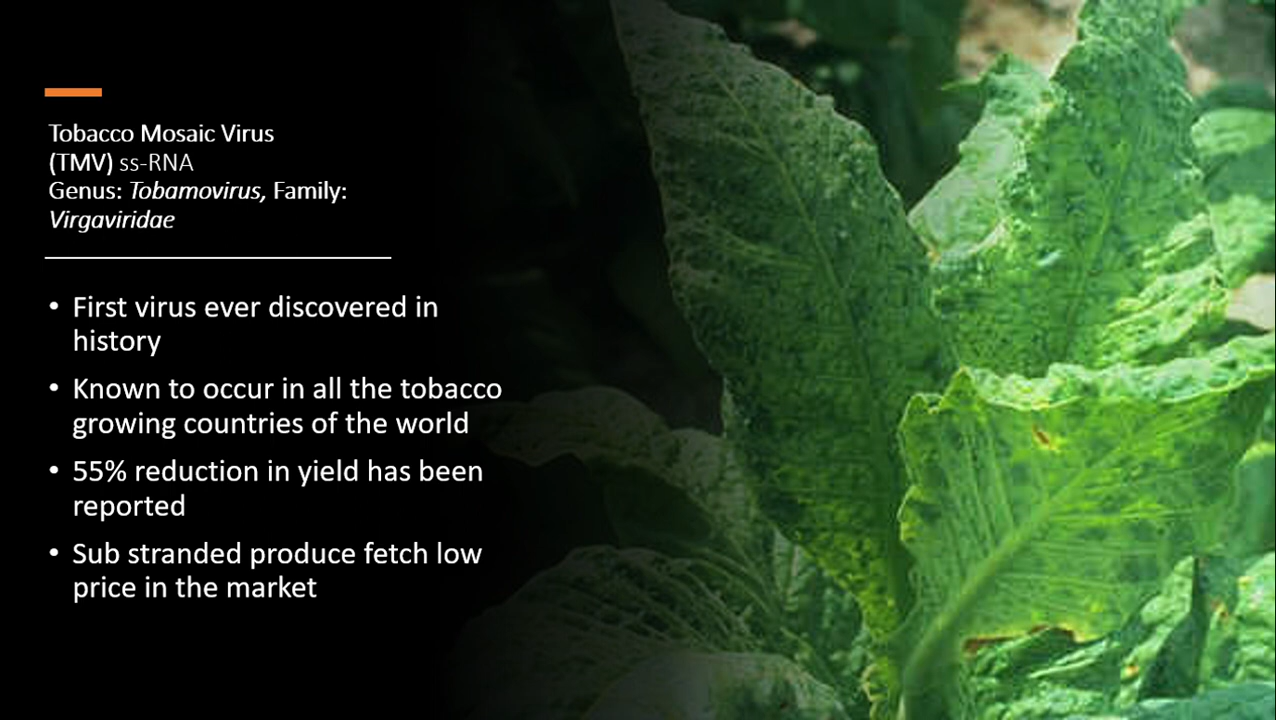 Tobacco Mosaic Virus
(TMV) ss-RNA
Genus: Tobamovirus, Family:
Virgaviridae
• First virus ever discovered in
history
• Known to occur in all the tobacco
growing countries of the world
• 55% reduction in yield has been
reported
• Sub stranded produce fetch low
price in the market